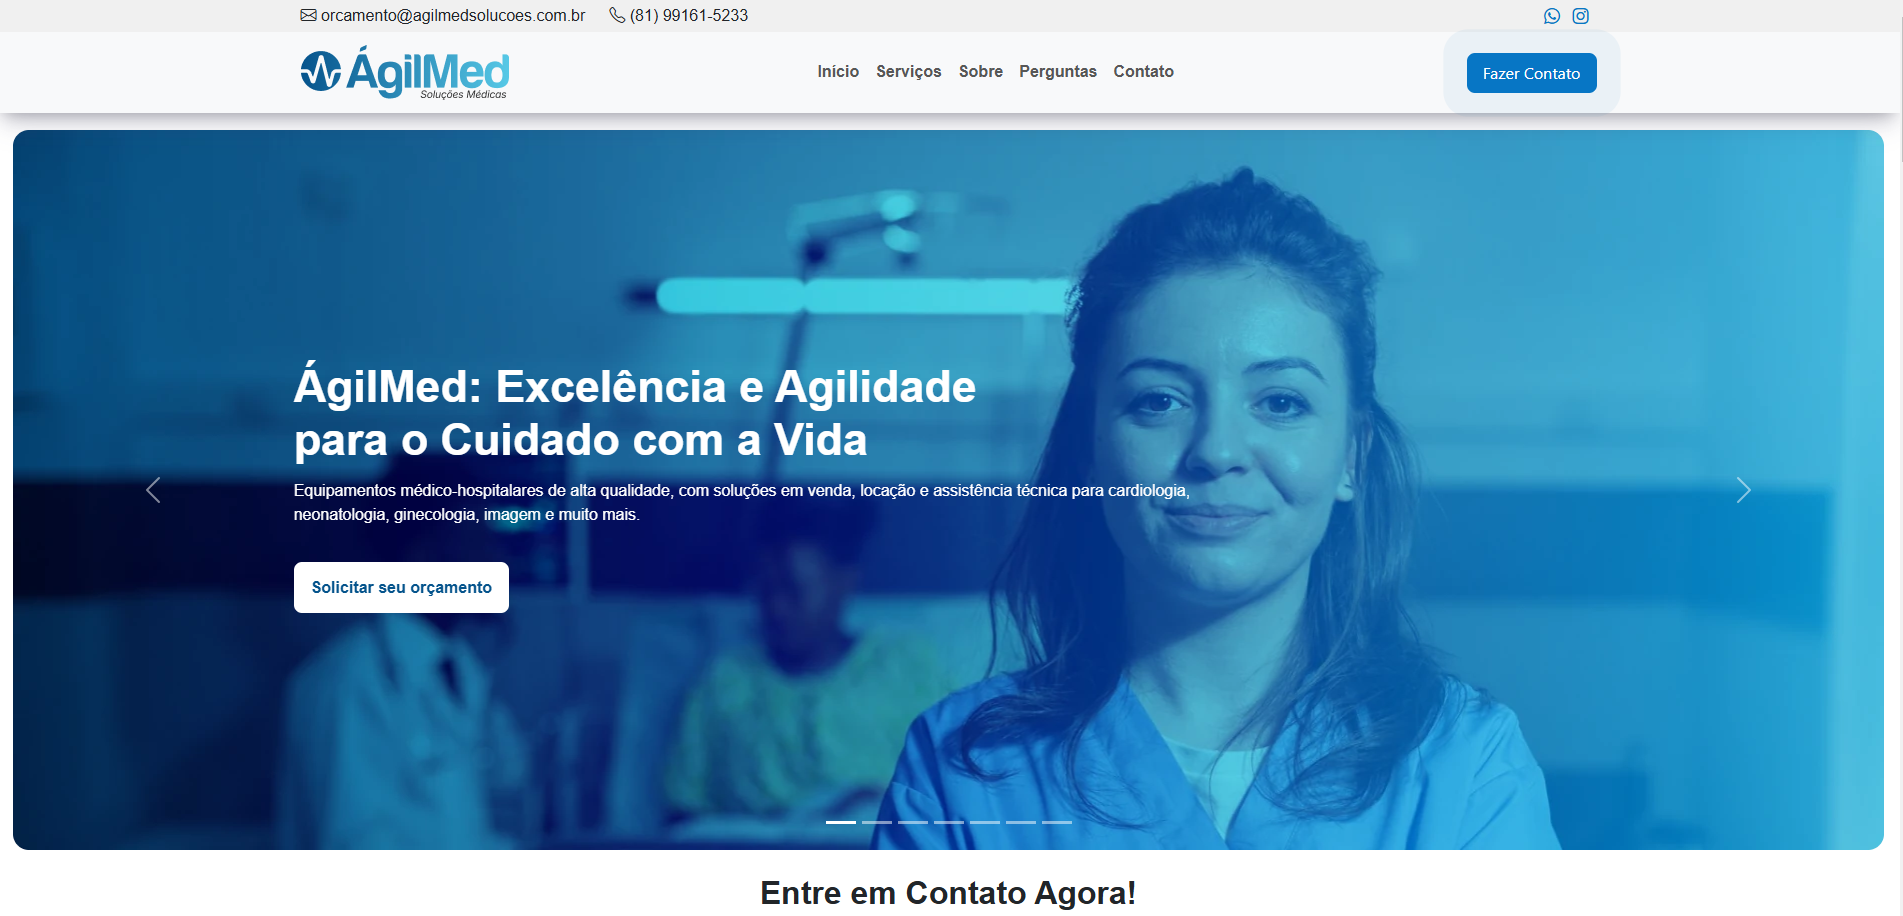 orcamento@agilmedsolucoes.com.br (81) 99161-5233
ÁgilMed
Soluções Médicas
Início Serviços Sobre Perguntas Contato
Fazer Contato
ÁgilMed: Excelência e Agilidade
para o Cuidado com a Vida
Equipamentos médico-hospitalares de alta qualidade, com soluções em venda, locação e assistência técnica para cardiologia,
neonatologia, ginecologia, imagem e muito mais.
Solicitar seu orçamento
Entre em Contato Agora!